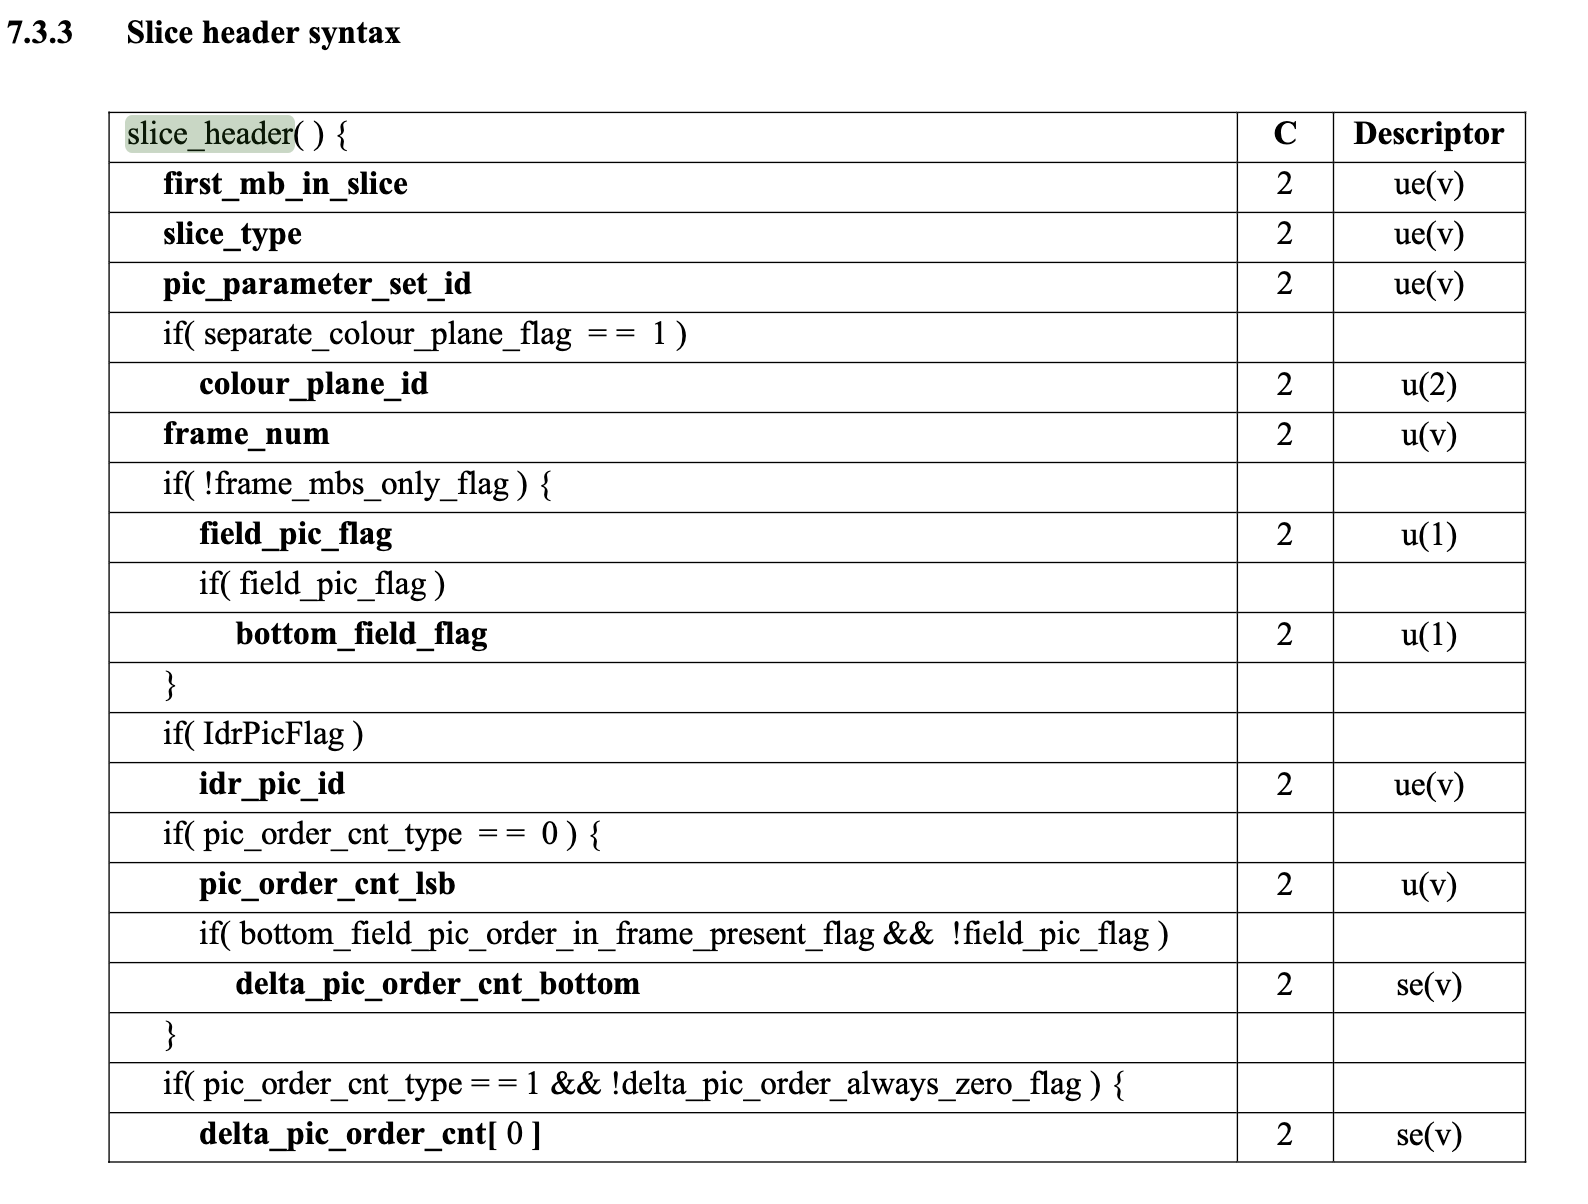 7.3.3 Slice header syntax
slice_header( ) { C Descriptor
first_mb_in_slice 2 ue(v)
slice_type 2 ue(v)
pic_parameter_set_id 2 ue(v)
if( separate_colour_plane_flag = = 1 )
colour_plane_id 2 u(2)
frame_num 2 u(v)
if( !frame_mbs_only_flag ) {
field_pic_flag 2 u(1)
if( field_pic_flag )
bottom_field_flag 2 u(1)
}
if( IdrPicFlag )
idr_pic_id 2 ue(v)
if( pic_order_cnt_type = = 0 ) {
pic_order_cnt_lsb 2 u(v)
if( bottom_field_pic_order_in_frame_present_flag && !field_pic_flag )
delta_pic_order_cnt_bottom 2 se(v)
}
if( pic_order_cnt_type = = 1 && !delta_pic_order_always_zero_flag ) {
delta_pic_order_cnt[ 0 ] 2 se(v)